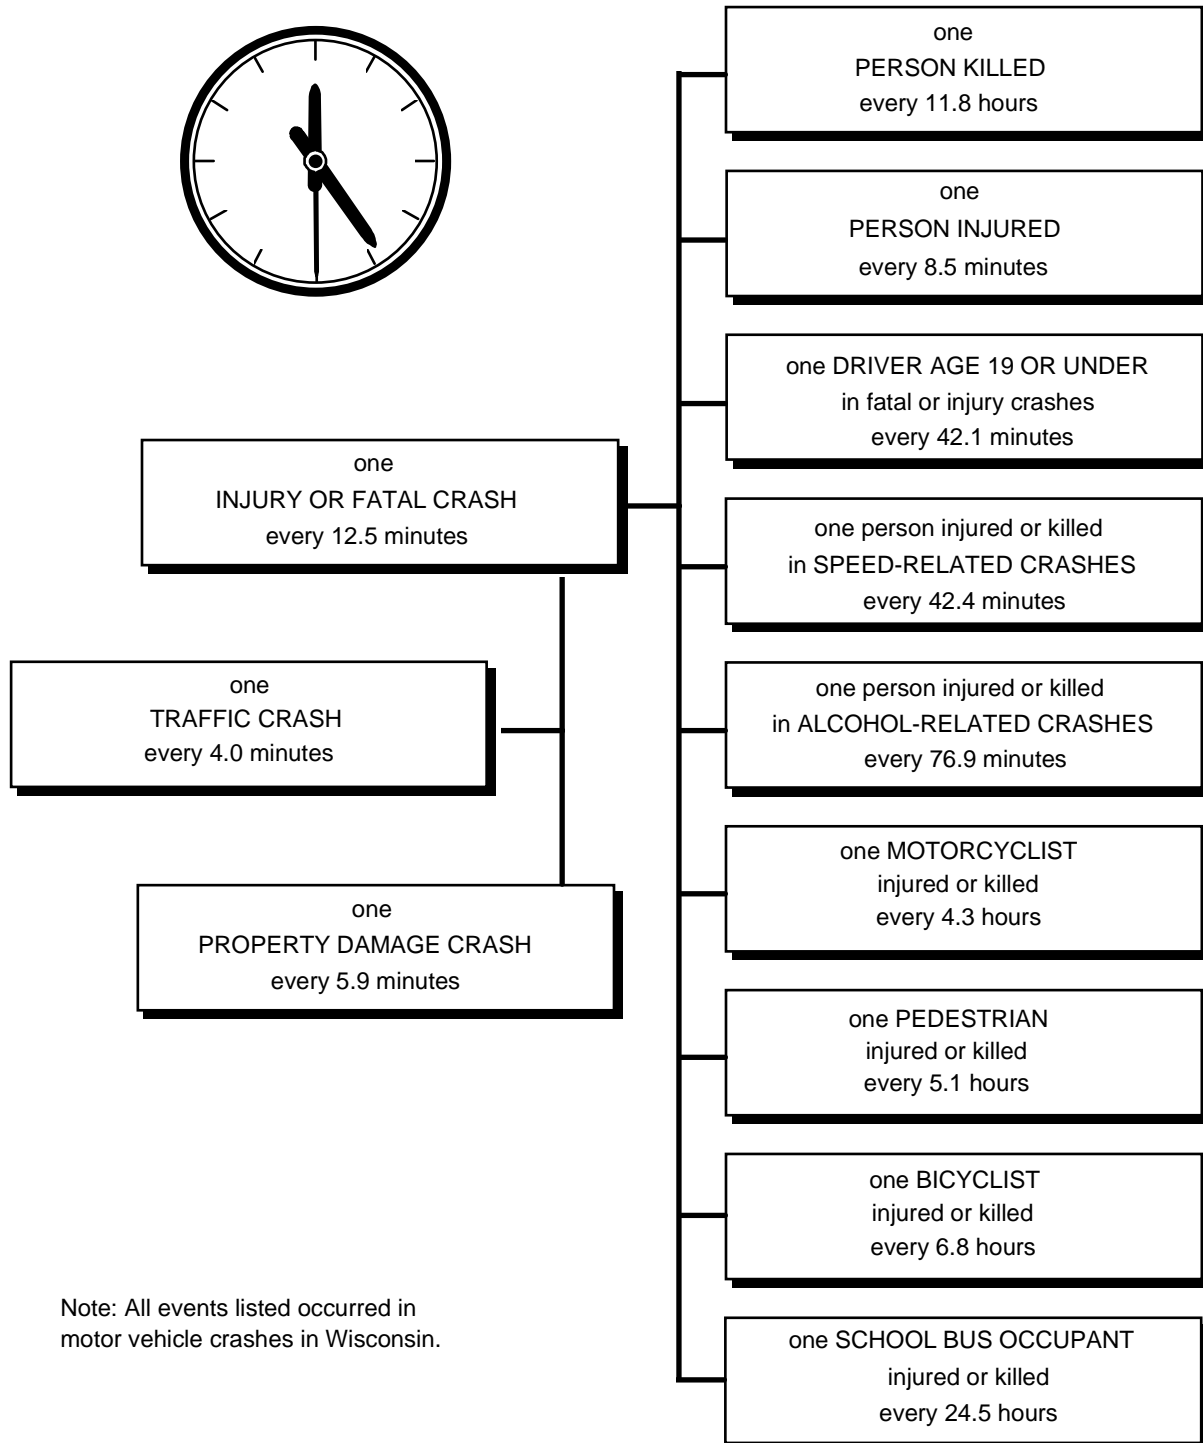 one
PERSON KILLED
every 11.8 hours
one
PERSON INJURED
every 8.5 minutes
one DRIVER AGE 19 OR UNDER
in fatal or injury crashes
every 42.1 minutes
one
INJURY OR FATAL CRASH
every 12.5 minutes
one person injured or killed
in SPEED-RELATED CRASHES
every 42.4 minutes
one
TRAFFIC CRASH
every 4.0 minutes
one person injured or killed
in ALCOHOL-RELATED CRASHES
every 76.9 minutes
one
PROPERTY DAMAGE CRASH
every 5.9 minutes
one MOTORCYCLIST
injured or killed
every 4.3 hours
one PEDESTRIAN
injured or killed
every 5.1 hours
one BICYCLIST
injured or killed
every 6.8 hours
Note: All events listed occurred in
motor vehicle crashes in Wisconsin.
one SCHOOL BUS OCCUPANT
injured or killed
every 24.5 hours